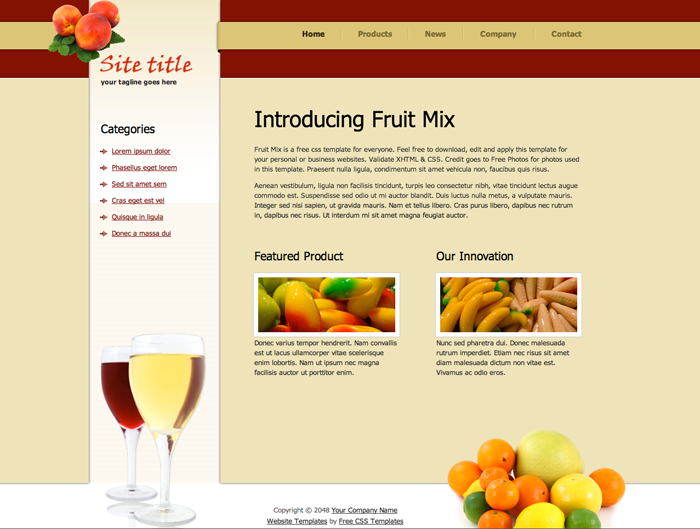 Home
Products
News
Company
Contact
Site title
your tagline goes here
Categories
Lorem ipsum dolor
Phasellus eget lorem
Sed sit amet sem
Cras eget est vel
Quisque in ligula
Donec a massa dui
Introducing Fruit Mix
Fruit Mix is a free css template for everyone. Feel free to download, edit and apply this template for
your personal or business websites. Validate XHTML & CSS. Credit goes to Free Photos for photos used
in this template. Praesent nulla ligula, condimentum sit amet vehicula non, faucibus quis risus.
Aenean vestibulum, ligula non facilisis tincidunt, turpis leo consectetur nibh, vitae tincidunt lectus augue
commodo est. Suspendisse sed odio ut mi auctor blandit. Duis luctus nulla metus, a vulputate mauris.
Integer sed nisi sapien, ut gravida mauris. Nam et tellus libero. Cras purus libero, dapibus nec rutrum
in, dapibus nec risus. Ut interdum mi sit amet magna feugiat auctor.
Featured Product
Donec varius tempor hendrerit. Nam convallis
est ut lacus ullamcorper vitae scelerisque
enim lobortis. Nam ut ipsum nec magna
facilisis auctor ut porttitor enim.
Our Innovation
Nunc sed pharetra dui. Donec malesuada
rutrum imperdiet. Etiam nec risus sit amet
diam malesuada dictum non vitae est.
Vivamus ac odio eros.
Copyright © 2048 Your Company Name
Website Templates by Free CSS Templates